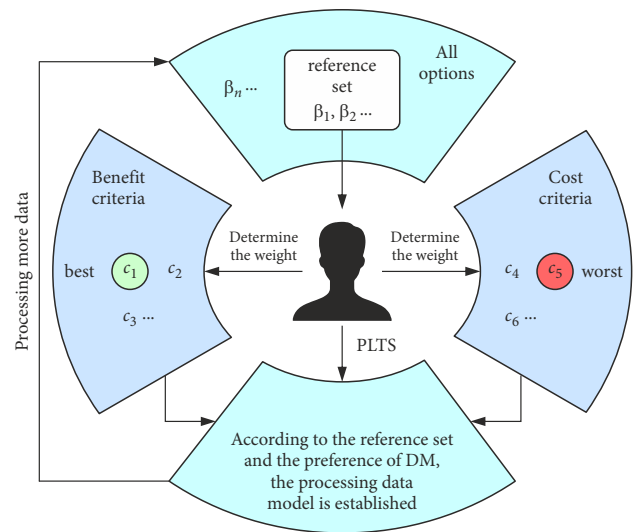 All
options
reference
set
β₁, β₂ ...
βₙ ...
Benefit
criteria
best
c₁
c₂
c₃ ...
Determine
the weight
Determine
the weight
Cost
criteria
c₄
c₅
worst
c₆ ...
PLTS
According to the reference set
and the preference of DM,
the processing data
model is established
Processing more data